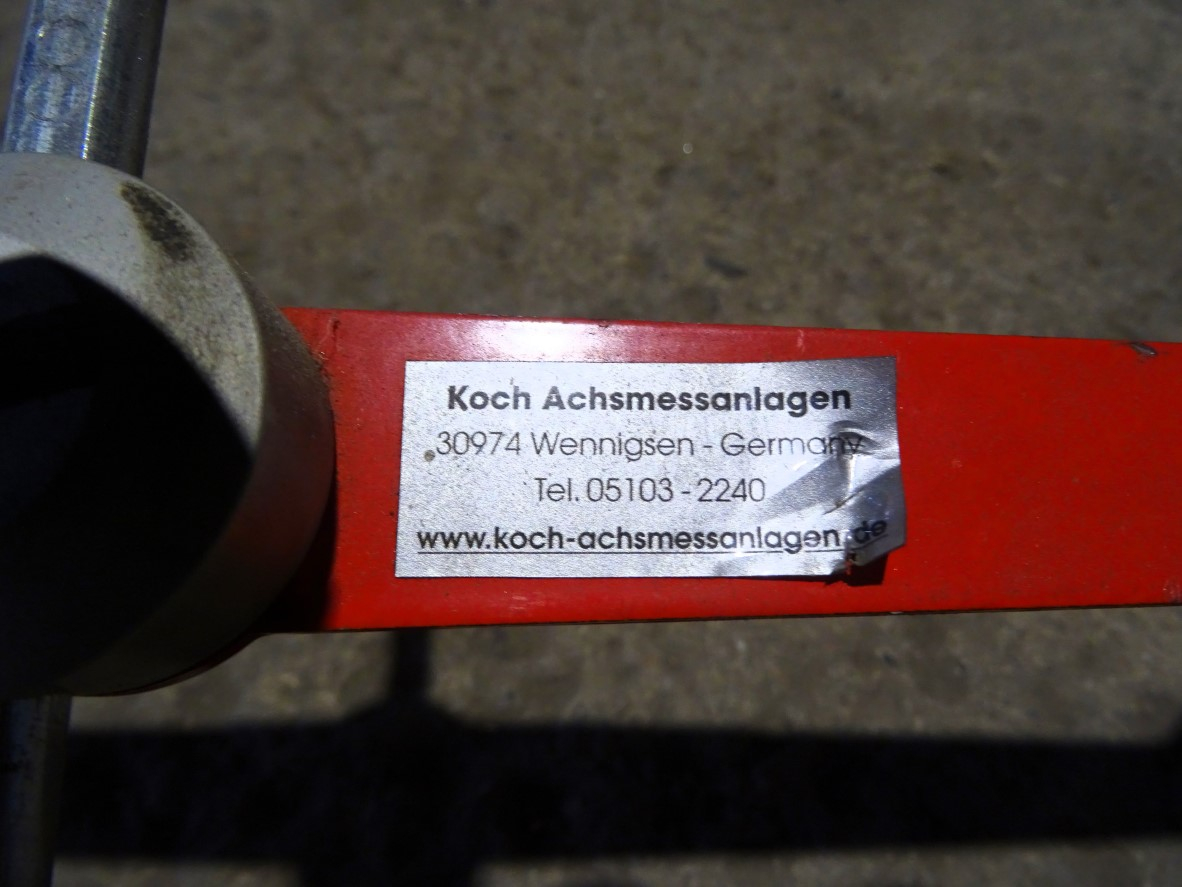 Koch Achsmessanlagen
30974 Wennigsen - Germany
Tel. 05103 - 2240
www.koch-achsmessanlagen.de